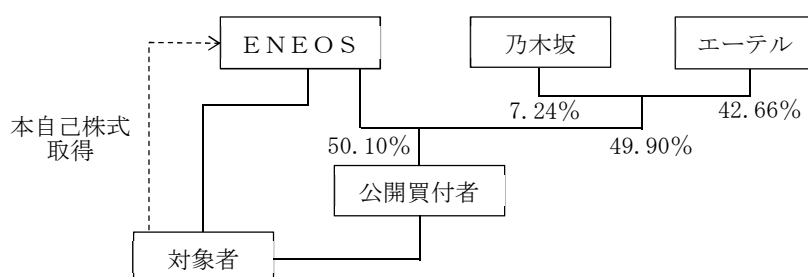 ENEOS
乃木坂
エーテル
本自己株式
取得
7.24%
42.66%
50.10%
49.90%
公開買付者
対象者